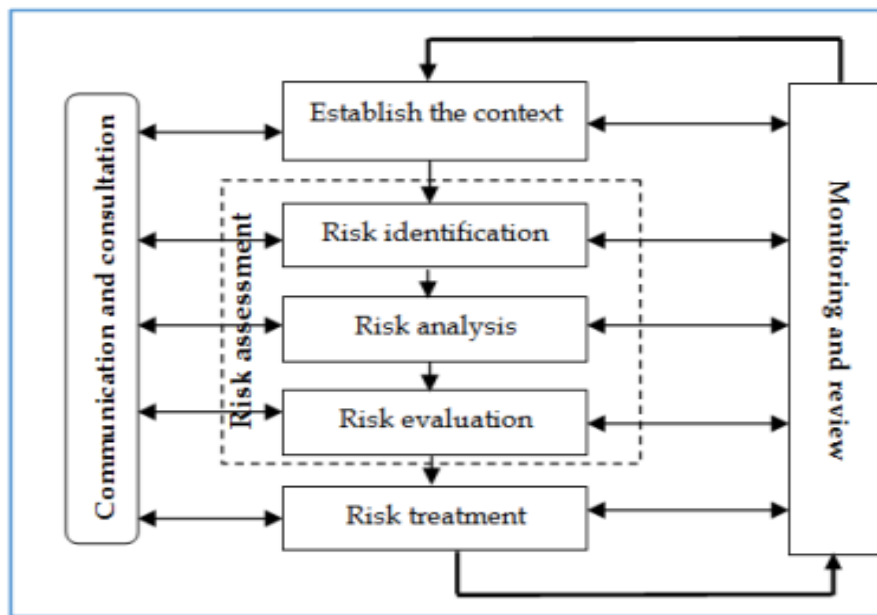 Establish the context
Communication and consultation
Risk assessment
Risk identification
Risk analysis
Risk evaluation
Risk treatment
Monitoring and review